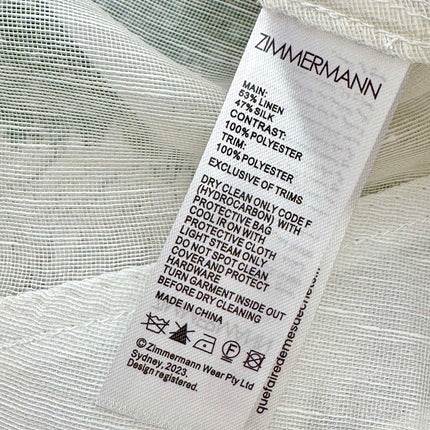 ZIMMERMANN
MAIN:
53% LINEN
47% SILK
CONTRAST:
100% POLYESTER
TRIM:
100% POLYESTER
EXCLUSIVE OF TRIMS
DRY CLEAN ONLY CODE F
(HYDROCARBON) WITH
PROTECTIVE BAG
COOL IRON WITH
PROTECTIVE CLOTH
LIGHT STEAM ONLY
DO NOT SPOT CLEAN
COVER AND PROTECT
HARDWARE
TURN GARMENT INSIDE OUT
BEFORE DRY CLEANING
MADE IN CHINA
F
© Zimmermann Wear Pty Ltd
Sydney, 2023.
Design registered.
quefairedemesdechets